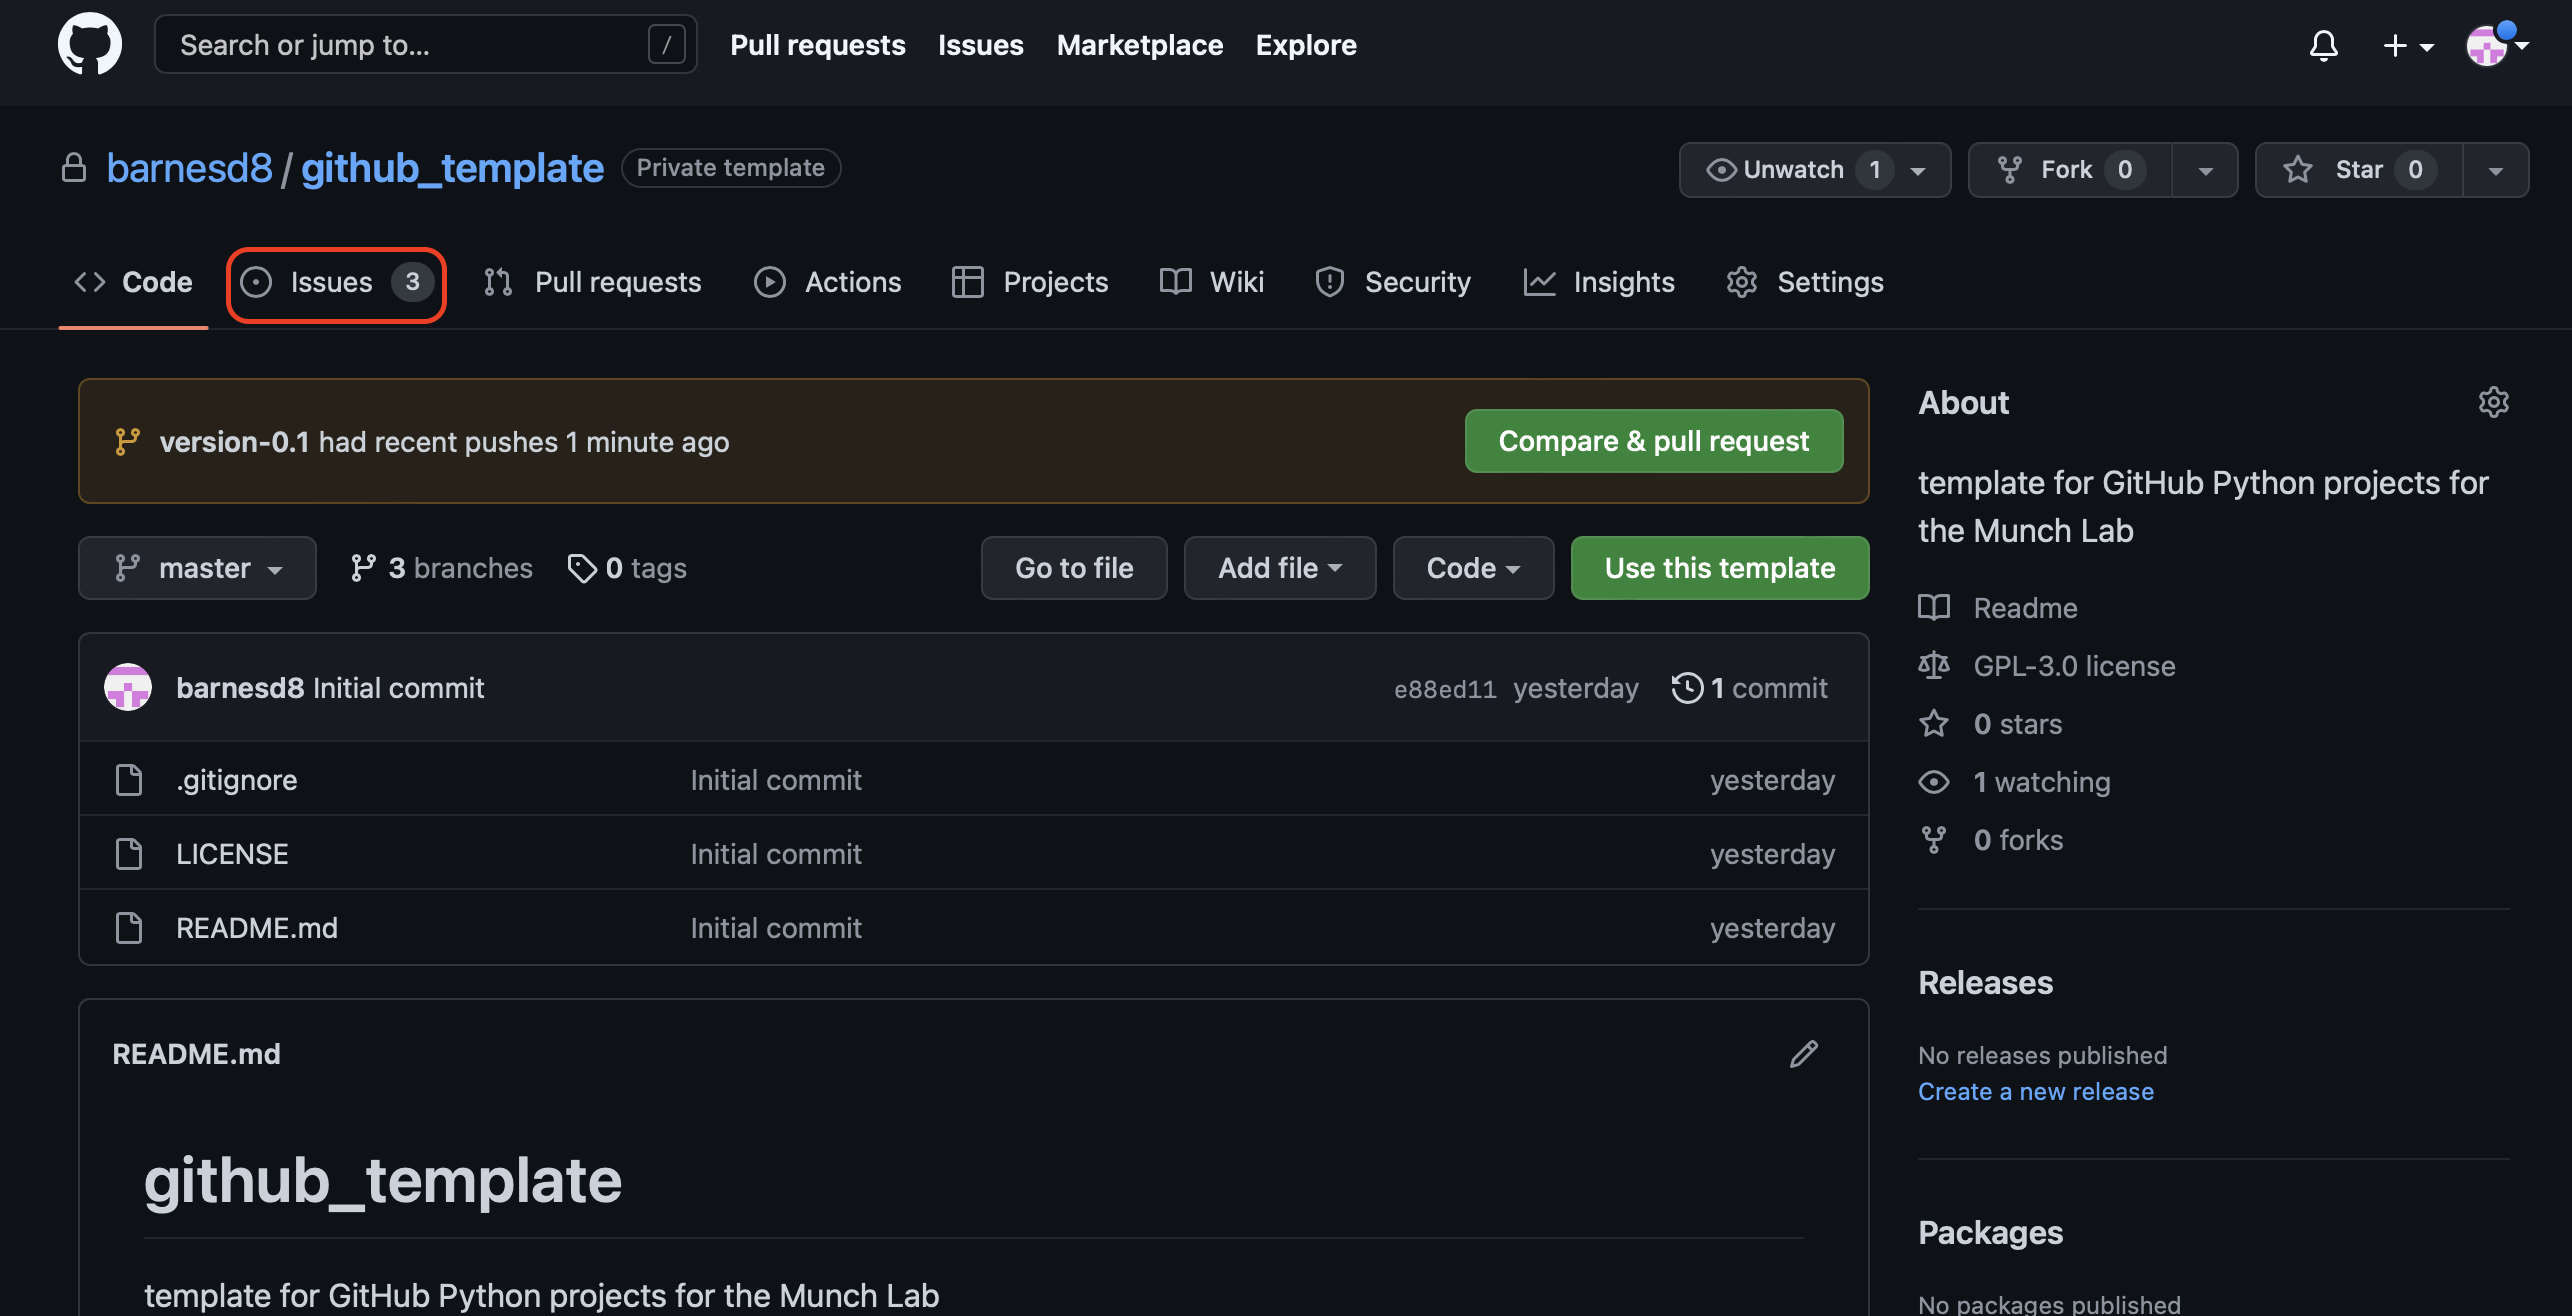 Search or jump to... /
Pull requests Issues Marketplace Explore
barnesd8 / github_template Private template
Unwatch 1 Fork 0 Star 0
Code Issues 3 Pull requests Actions Projects Wiki Security Insights Settings
version-0.1 had recent pushes 1 minute ago Compare & pull request
master 3 branches 0 tags Go to file Add file Code Use this template
barnesd8 Initial commit e88ed11 yesterday 1 commit
.gitignore Initial commit yesterday
LICENSE Initial commit yesterday
README.md Initial commit yesterday
README.md
github_template
template for GitHub Python projects for the Munch Lab
About
template for GitHub Python projects for
the Munch Lab
Readme
GPL-3.0 license
0 stars
1 watching
0 forks
Releases
No releases published
Create a new release
Packages
No packages published